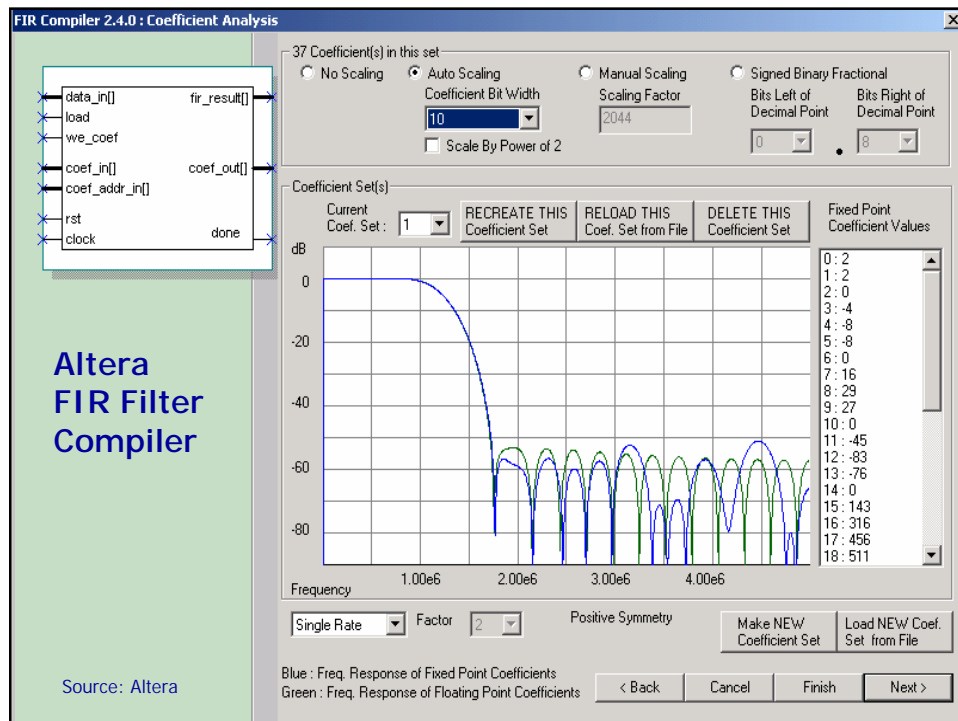 FIR Compiler 2.4.0 : Coefficient Analysis
data_in[] fir_result[]
load
we_coef
coef_in[] coef_out[]
coef_addr_in[]
rst
clock done
Altera
FIR Filter
Compiler
Source: Altera
37 Coefficient(s) in this set
No Scaling Auto Scaling Manual Scaling Signed Binary Fractional
Coefficient Bit Width Scaling Factor Bits Left of Decimal Point Bits Right of Decimal Point
10 2044 0 8
Scale By Power of 2
Coefficient Set(s)
Current Coef. Set : 1 RECREATE THIS Coefficient Set RELOAD THIS Coef. Set from File DELETE THIS Coefficient Set Fixed Point Coefficient Values
dB
0
-20
-40
-60
-80
1.00e6 2.00e6 3.00e6 4.00e6
Frequency
0 : 2
1 : 2
2 : 0
3 : -4
4 : -8
5 : -8
6 : 0
7 : 16
8 : 29
9 : 27
10 : 0
11 : -45
12 : -83
13 : -76
14 : 0
15 : 143
16 : 316
17 : 456
18 : 511
Single Rate Factor 2 Positive Symmetry Make NEW Coefficient Set Load NEW Coef. Set from File
Blue : Freq. Response of Fixed Point Coefficients
Green : Freq. Response of Floating Point Coefficients
< Back Cancel Finish Next >